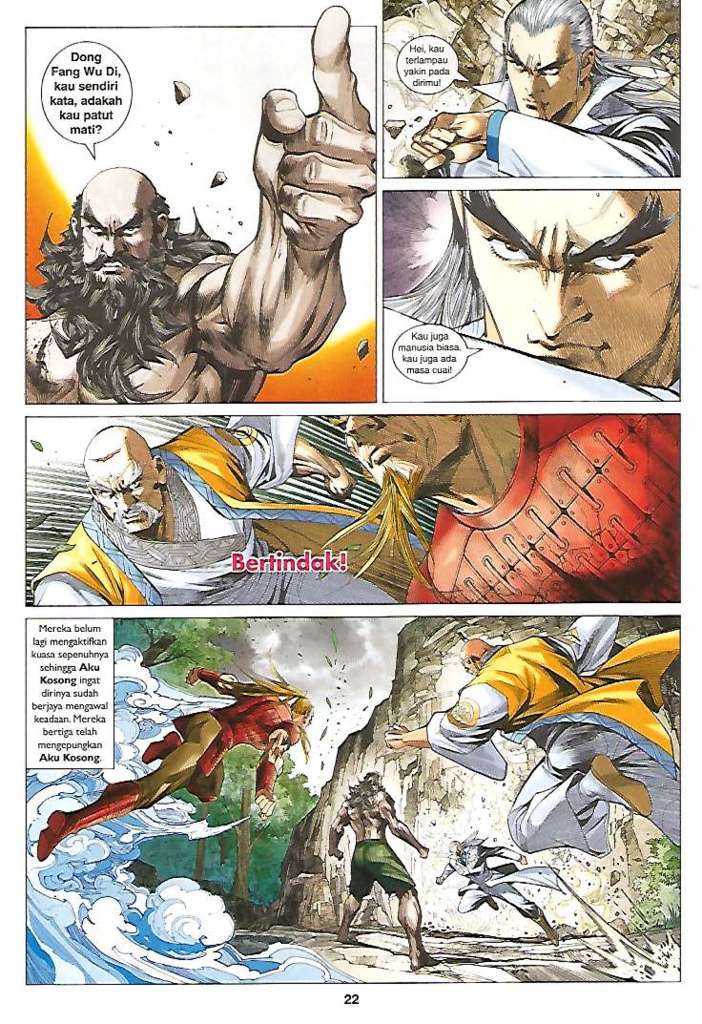 Dong
Fang Wu Di,
kau sendiri
kata, adakah
kau patut
mati?
Hei, kau
terlampau
yakin pada
dirimu!
Kau juga
manusia biasa,
kau juga ada
masa cuai!
Bertindak!
Mereka belum
lagi mengaktifkan
kuasa sepenuhnya
sehingga Aku
Kosong ingat
dirinya sudah
berjaya mengawal
keadaan. Mereka
bertiga telah
mengepungkan
Aku Kosong.
22